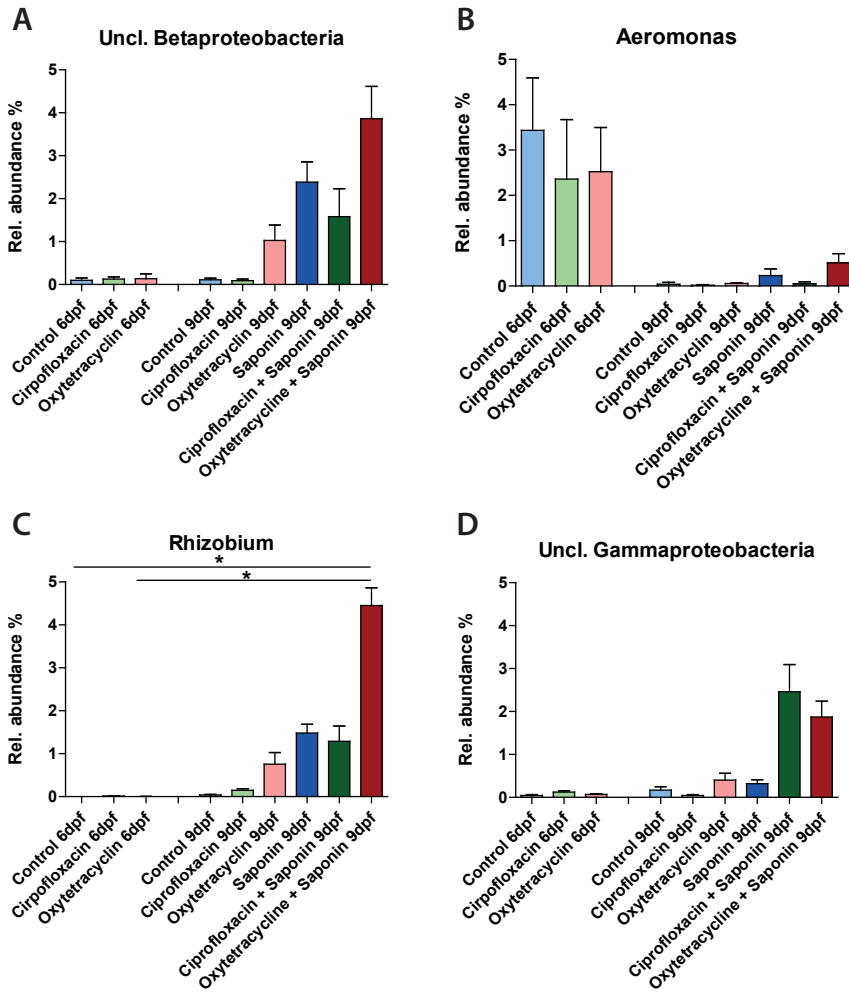 A
Uncl. Betaproteobacteria
Rel. abundance %
5
4
3
2
1
0
Control 6dpf
Cirpofloxacin 6dpf
Oxytetracyclin 6dpf
Control 9dpf
Ciprofloxacin 9dpf
Oxytetracyclin 9dpf
Saponin 9dpf
Ciprofloxacin + Saponin 9dpf
Oxytetracycline + Saponin 9dpf
B
Aeromonas
Rel. abundance %
5
4
3
2
1
0
Control 6dpf
Cirpofloxacin 6dpf
Oxytetracyclin 6dpf
Control 9dpf
Ciprofloxacin 9dpf
Oxytetracyclin 9dpf
Saponin 9dpf
Ciprofloxacin + Saponin 9dpf
Oxytetracycline + Saponin 9dpf
C
Rhizobium
*
*
Rel. abundance %
5
4
3
2
1
0
Control 6dpf
Cirpofloxacin 6dpf
Oxytetracyclin 6dpf
Control 9dpf
Ciprofloxacin 9dpf
Oxytetracyclin 9dpf
Saponin 9dpf
Ciprofloxacin + Saponin 9dpf
Oxytetracycline + Saponin 9dpf
D
Uncl. Gammaproteobacteria
Rel. abundance %
5
4
3
2
1
0
Control 6dpf
Cirpofloxacin 6dpf
Oxytetracyclin 6dpf
Control 9dpf
Ciprofloxacin 9dpf
Oxytetracyclin 9dpf
Saponin 9dpf
Ciprofloxacin + Saponin 9dpf
Oxytetracycline + Saponin 9dpf